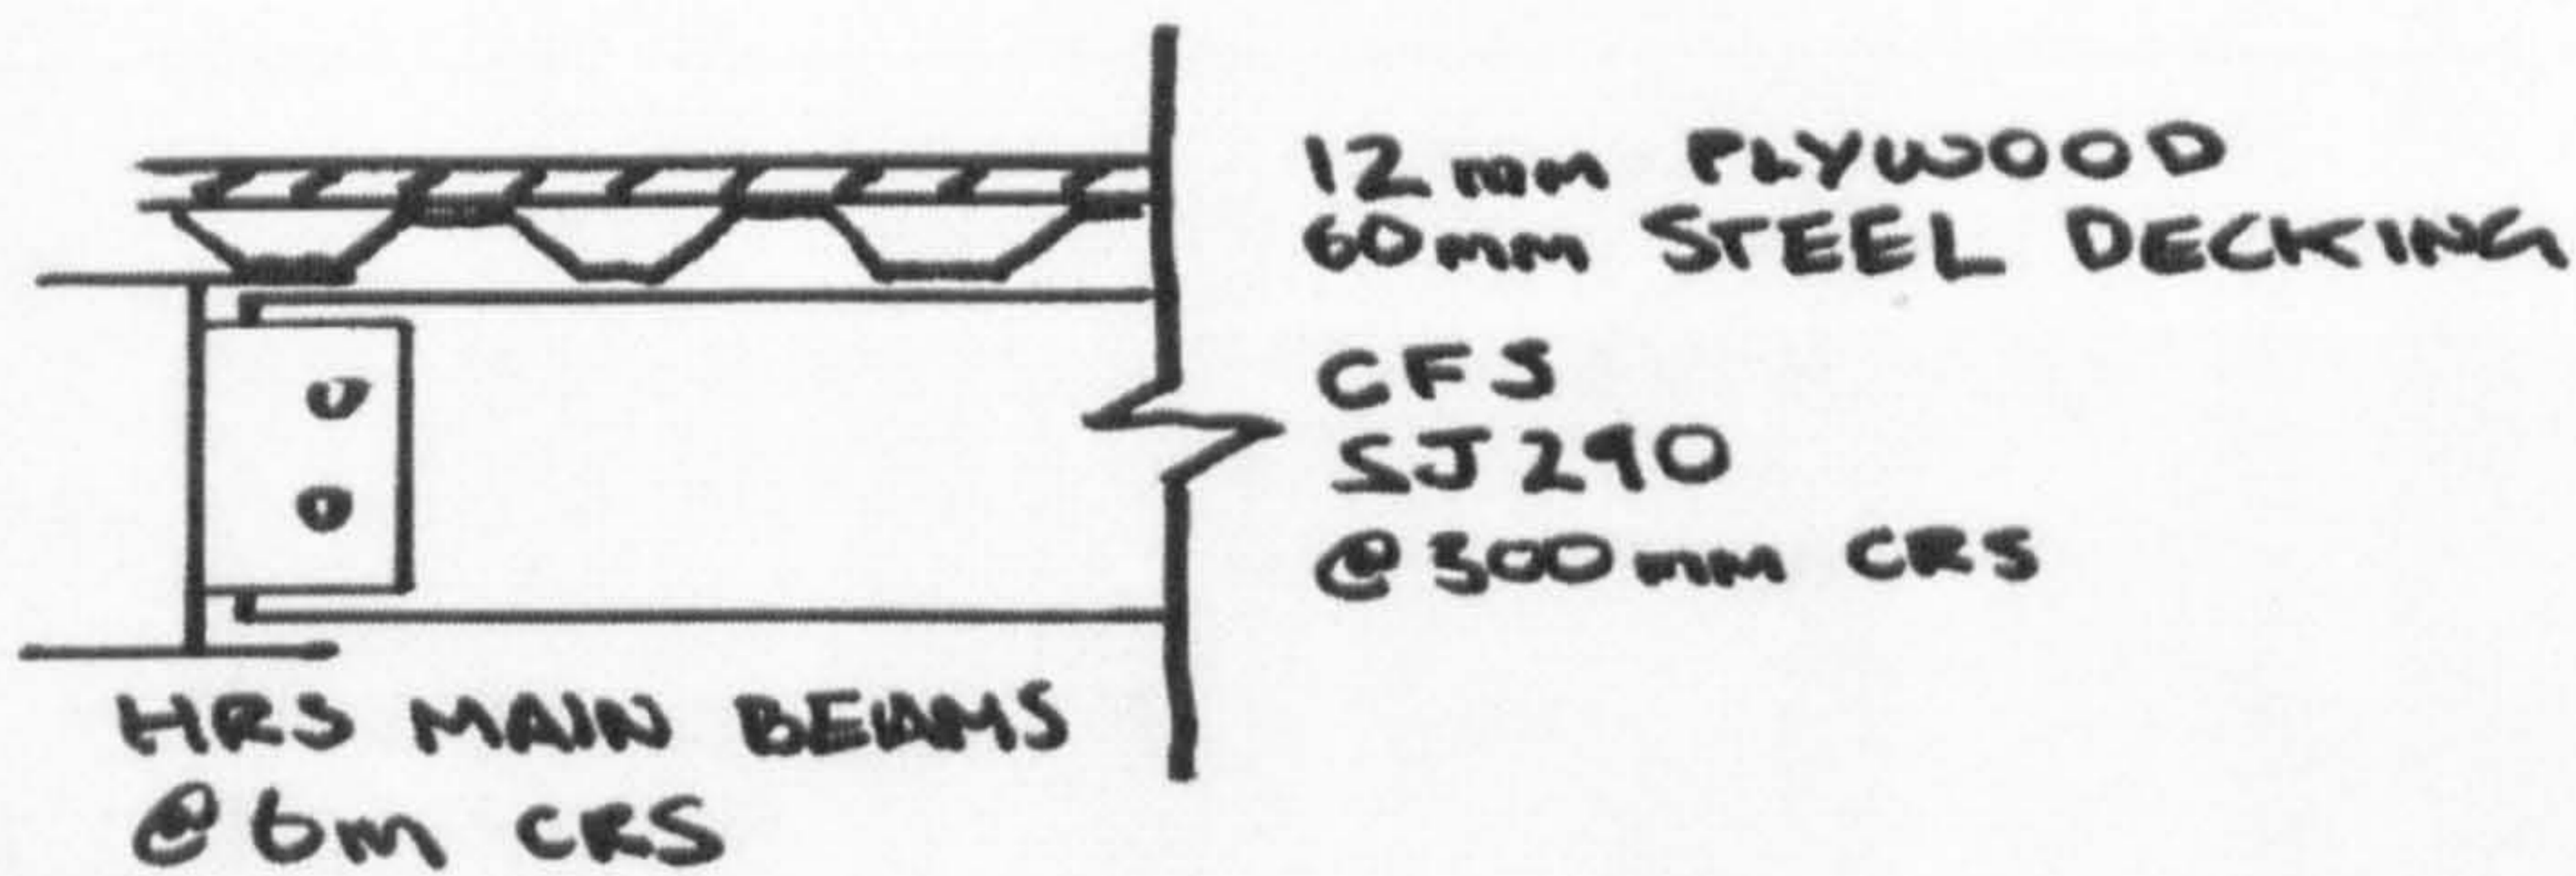 12mm PLYWOOD
60mm STEEL DECKING
CFS
SJ290
@ 300mm CRS
HRS MAIN BEAMS
@ 6m CRS